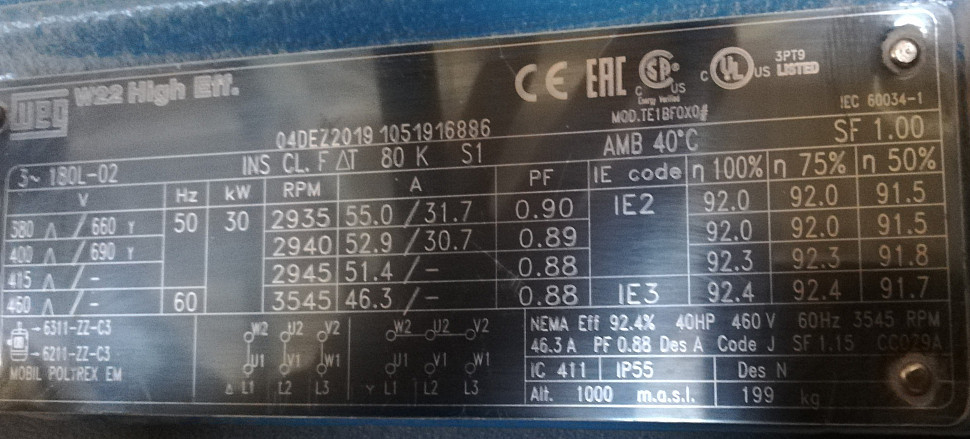 WEG W22 High Eff.
CE EAC C SP® US Energy Verified C UL US LISTED 3PT9
MOD.TE1BF0X0#
IEC 60034-1
04DEZ2019 1051916886
3~ 180L-02 INS CL. F ΔT 80 K S1 AMB 40°C SF 1.00
V Hz kW RPM A PF IE code η 100% η 75% η 50%
380 Δ / 660 Y 50 30 2935 55.0 / 31.7 0.90 IE2 92.0 92.0 91.5
400 Δ / 690 Y 2940 52.9 / 30.7 0.89 92.0 92.0 91.5
415 Δ / - 2945 51.4 / - 0.88 92.3 92.3 91.8
460 Δ / - 60 3545 46.3 / - 0.88 IE3 92.4 92.4 91.7
6311-ZZ-C3
6211-ZZ-C3
MOBIL POLYREX EM
W2 U2 V2 W2 U2 V2
U1 V1 W1 U1 V1 W1
Δ L1 L2 L3 Y L1 L2 L3
NEMA Eff 92.4% 40HP 460 V 60Hz 3545 RPM
46.3 A PF 0.88 Des A Code J SF 1.15 CC029A
IC 411 IP55 Des N
Alt. 1000 m.a.s.l. 199 kg